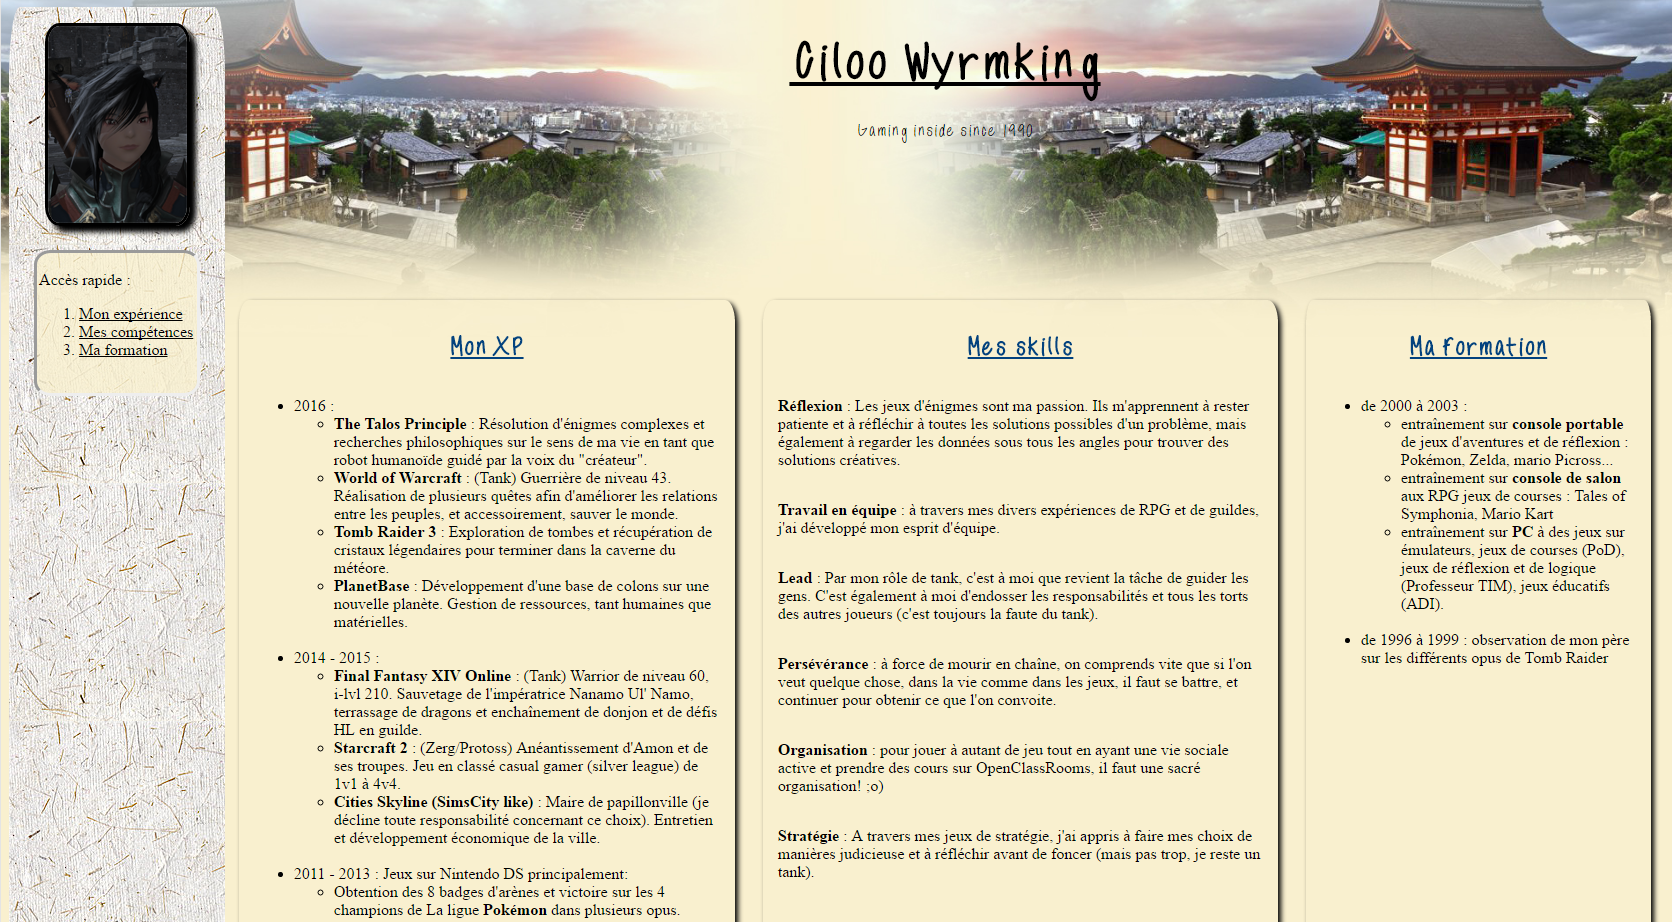 Ciloo Wyrmking
Gaming inside since 1990
Accès rapide :
1. Mon expérience
2. Mes compétences
3. Ma formation
Mon XP
2016 :
The Talos Principle : Résolution d'énigmes complexes et
recherches philosophiques sur le sens de ma vie en tant que
robot humanoïde guidé par la voix du "créateur".
World of Warcraft : (Tank) Guerrière de niveau 43.
Réalisation de plusieurs quêtes afin d'améliorer les relations
entre les peuples, et accessoirement, sauver le monde.
Tomb Raider 3 : Exploration de tombes et récupération de
cristaux légendaires pour terminer dans la caverne du
météore.
PlanetBase : Développement d'une base de colons sur une
nouvelle planète. Gestion de ressources, tant humaines que
matérielles.
2014 - 2015 :
Final Fantasy XIV Online : (Tank) Warrior de niveau 60,
i-lvl 210. Sauvetage de l'impératrice Nanamo Ul' Namo,
terrassage de dragons et enchaînement de donjon et de défis
HL en guilde.
Starcraft 2 : (Zerg/Protoss) Anéantissement d'Amon et de
ses troupes. Jeu en classé casual gamer (silver league) de
1v1 à 4v4.
Cities Skyline (SimsCity like) : Maire de papillonville (je
décline toute responsabilité concernant ce choix). Entretien
et développement économique de la ville.
2011 - 2013 : Jeux sur Nintendo DS principalement:
Obtention des 8 badges d'arènes et victoire sur les 4
champions de La ligue Pokémon dans plusieurs opus.
Mes skills
Réflexion : Les jeux d'énigmes sont ma passion. Ils m'apprennent à rester
patiente et à réfléchir à toutes les solutions possibles d'un problème, mais
également à regarder les données sous tous les angles pour trouver des
solutions créatives.
Travail en équipe : à travers mes divers expériences de RPG et de guildes,
j'ai développé mon esprit d'équipe.
Lead : Par mon rôle de tank, c'est à moi que revient la tâche de guider les
gens. C'est également à moi d'endosser les responsabilités et tous les torts
des autres joueurs (c'est toujours la faute du tank).
Persévérance : à force de mourir en chaîne, on comprends vite que si l'on
veut quelque chose, dans la vie comme dans les jeux, il faut se battre, et
continuer pour obtenir ce que l'on convoite.
Organisation : pour jouer à autant de jeu tout en ayant une vie sociale
active et prendre des cours sur OpenClassRooms, il faut une sacré
organisation! ;o)
Stratégie : A travers mes jeux de stratégie, j'ai appris à faire mes choix de
manières judicieuse et à réfléchir avant de foncer (mais pas trop, je reste un
tank).
Ma Formation
de 2000 à 2003 :
entraînement sur console portable
de jeux d'aventures et de réflexion :
Pokémon, Zelda, mario Picross...
entraînement sur console de salon
aux RPG jeux de courses : Tales of
Symphonia, Mario Kart
entraînement sur PC à des jeux sur
émulateurs, jeux de courses (PoD),
jeux de réflexion et de logique
(Professeur TIM), jeux éducatifs
(ADI).
de 1996 à 1999 : observation de mon père
sur les différents opus de Tomb Raider